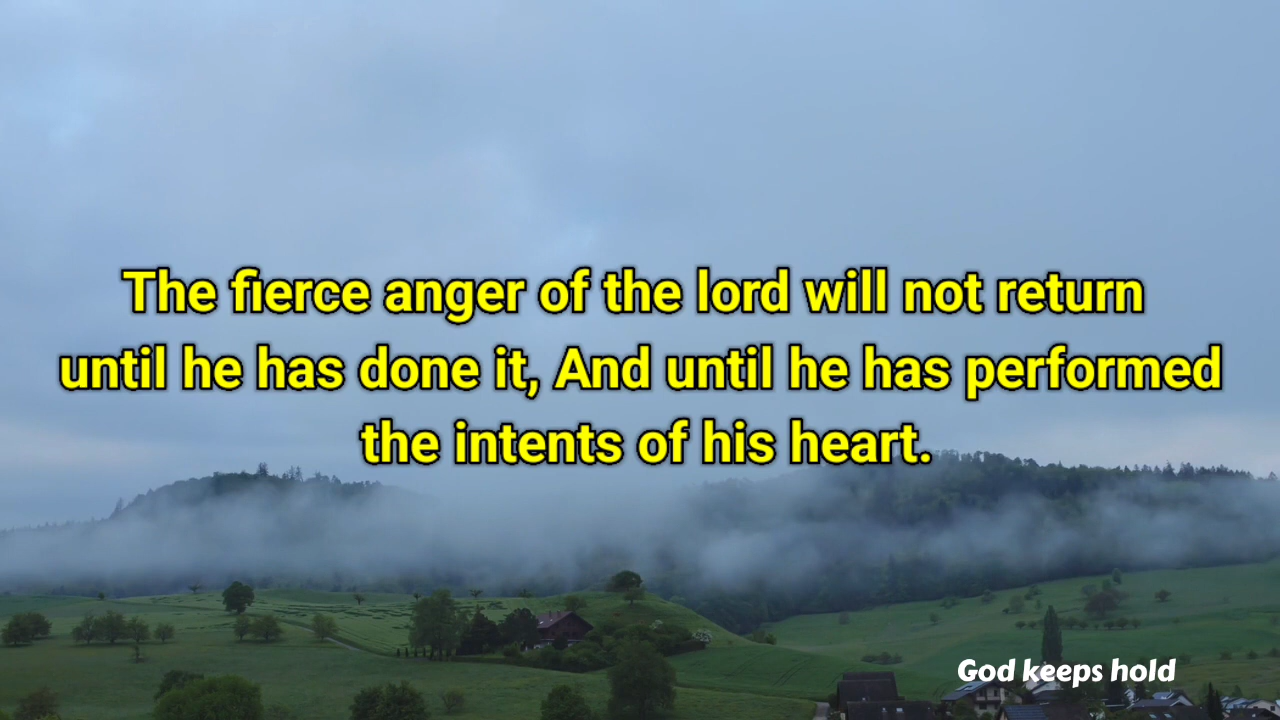 The fierce anger of the lord will not return
until he has done it, And until he has performed
the intents of his heart.
God keeps hold